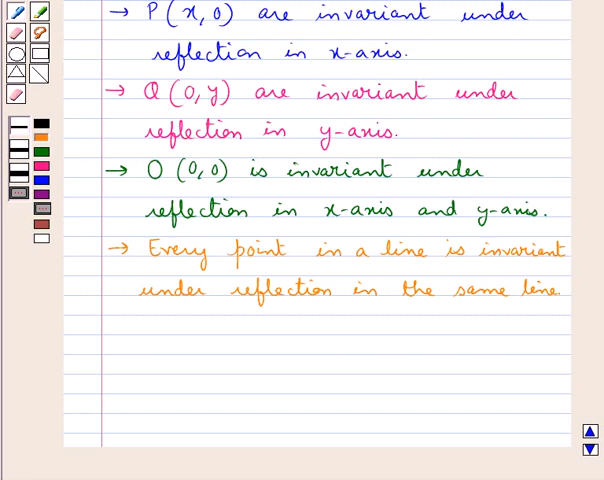 → P(x, 0) are invariant under
reflection in x-axis.
→ Q(0, y) are invariant under
reflection in y-axis.
→ O (0, 0) is invariant under
reflection in x-axis and y-axis.
→ Every point in a line is invariant
under reflection in the same line.